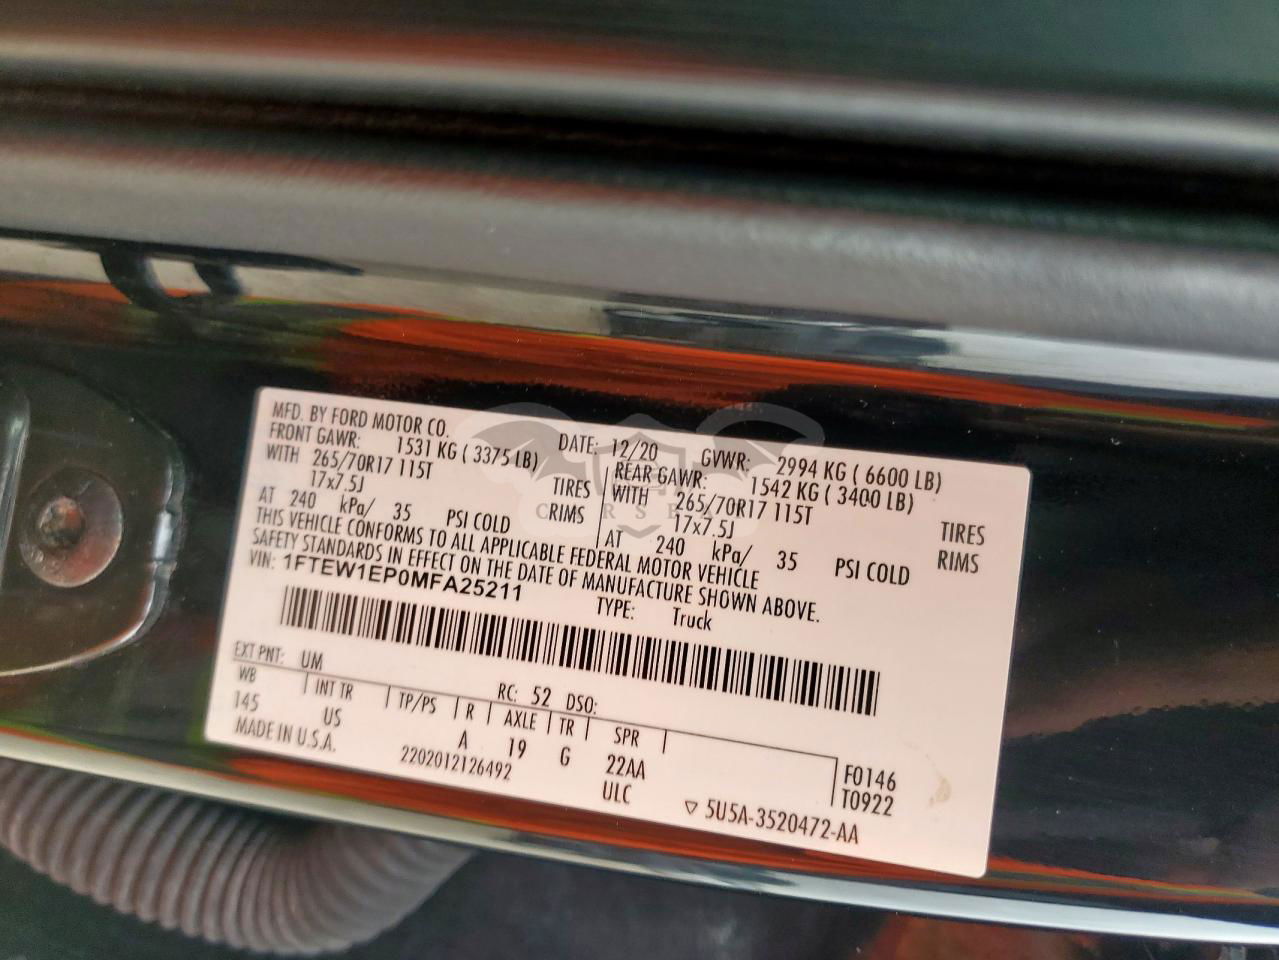 MFD. BY FORD MOTOR CO. DATE: 12/20 GVWR: 2994 KG ( 6600 LB)
FRONT GAWR: 1531 KG ( 3375 LB) REAR GAWR: 1542 KG ( 3400 LB)
WITH 265/70R17 115T TIRES WITH 265/70R17 115T TIRES
17x7.5J RIMS 17x7.5J RIMS
AT 240 kPa/ 35 PSI COLD AT 240 kPa/ 35 PSI COLD
THIS VEHICLE CONFORMS TO ALL APPLICABLE FEDERAL MOTOR VEHICLE
SAFETY STANDARDS IN EFFECT ON THE DATE OF MANUFACTURE SHOWN ABOVE.
VIN: 1FTEW1EP0MFA25211 TYPE: Truck
EXT PNT: UM RC: 52 DSO:
WB INT TR TP/PS R AXLE TR SPR
145 US A 19 G 22AA F0146
MADE IN U.S.A. 2202012126492 ULC T0922
5U5A-3520472-AA